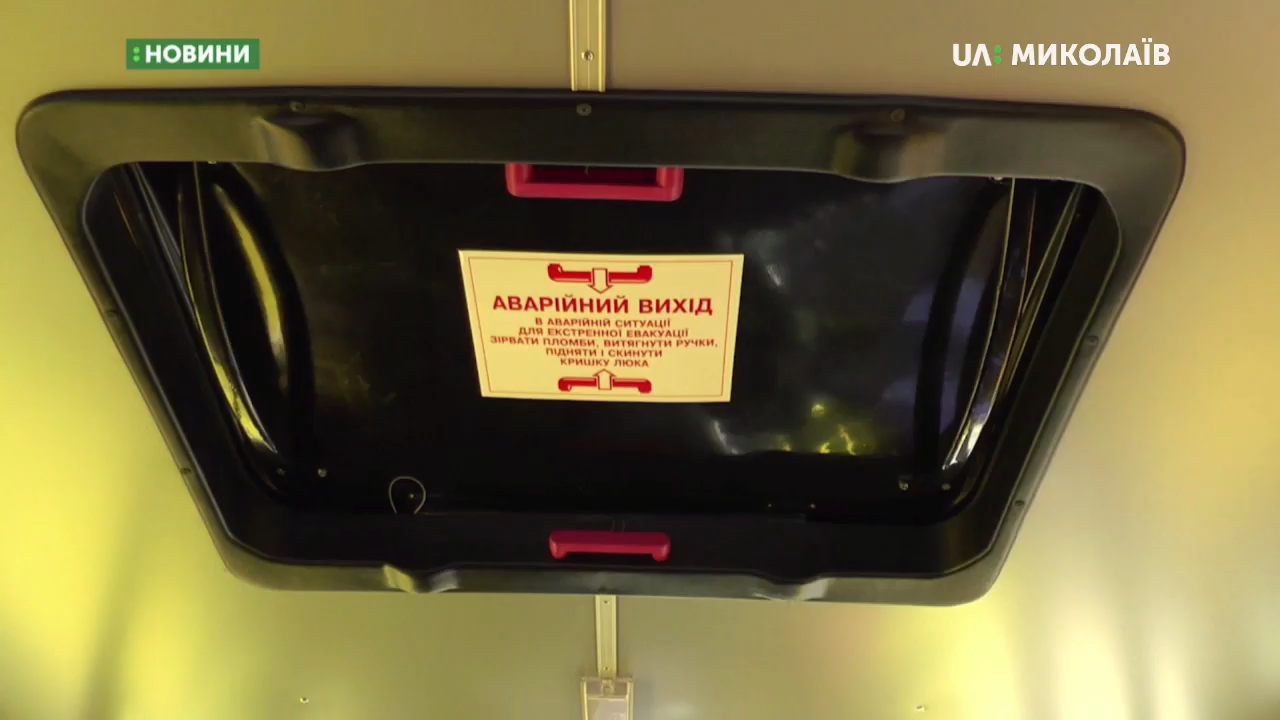 :НОВИНИ
UA: МИКОЛАЇВ
АВАРІЙНИЙ ВИХІД
В АВАРІЙНІЙ СИТУАЦІЇ
ДЛЯ ЕКСТРЕННОЇ ЕВАКУАЦІЇ
ЗІРВАТИ ПЛОМБИ, ВИТЯГНУТИ РУЧКИ,
ПІДНЯТИ І СКИНУТИ
КРИШКУ ЛЮКА